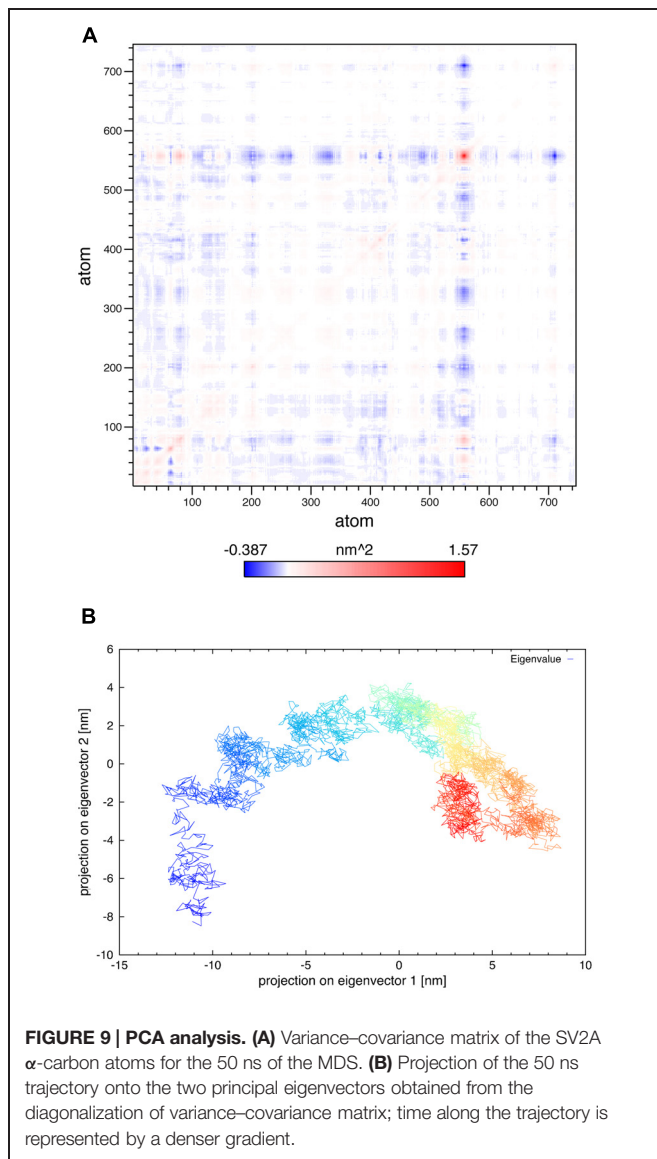 A
700
600
500
400
300
200
100
atom
100 200 300 400 500 600 700
atom
-0.387 nm^2 1.57
B
6
4
2
0
-2
-4
-6
-8
-10
projection on eigenvector 2 [nm]
Eigenvalue
-15 -10 -5 0 5 10
projection on eigenvector 1 [nm]
FIGURE 9 | PCA analysis. (A) Variance–covariance matrix of the SV2A
α-carbon atoms for the 50 ns of the MDS. (B) Projection of the 50 ns
trajectory onto the two principal eigenvectors obtained from the
diagonalization of variance–covariance matrix; time along the trajectory is
represented by a denser gradient.